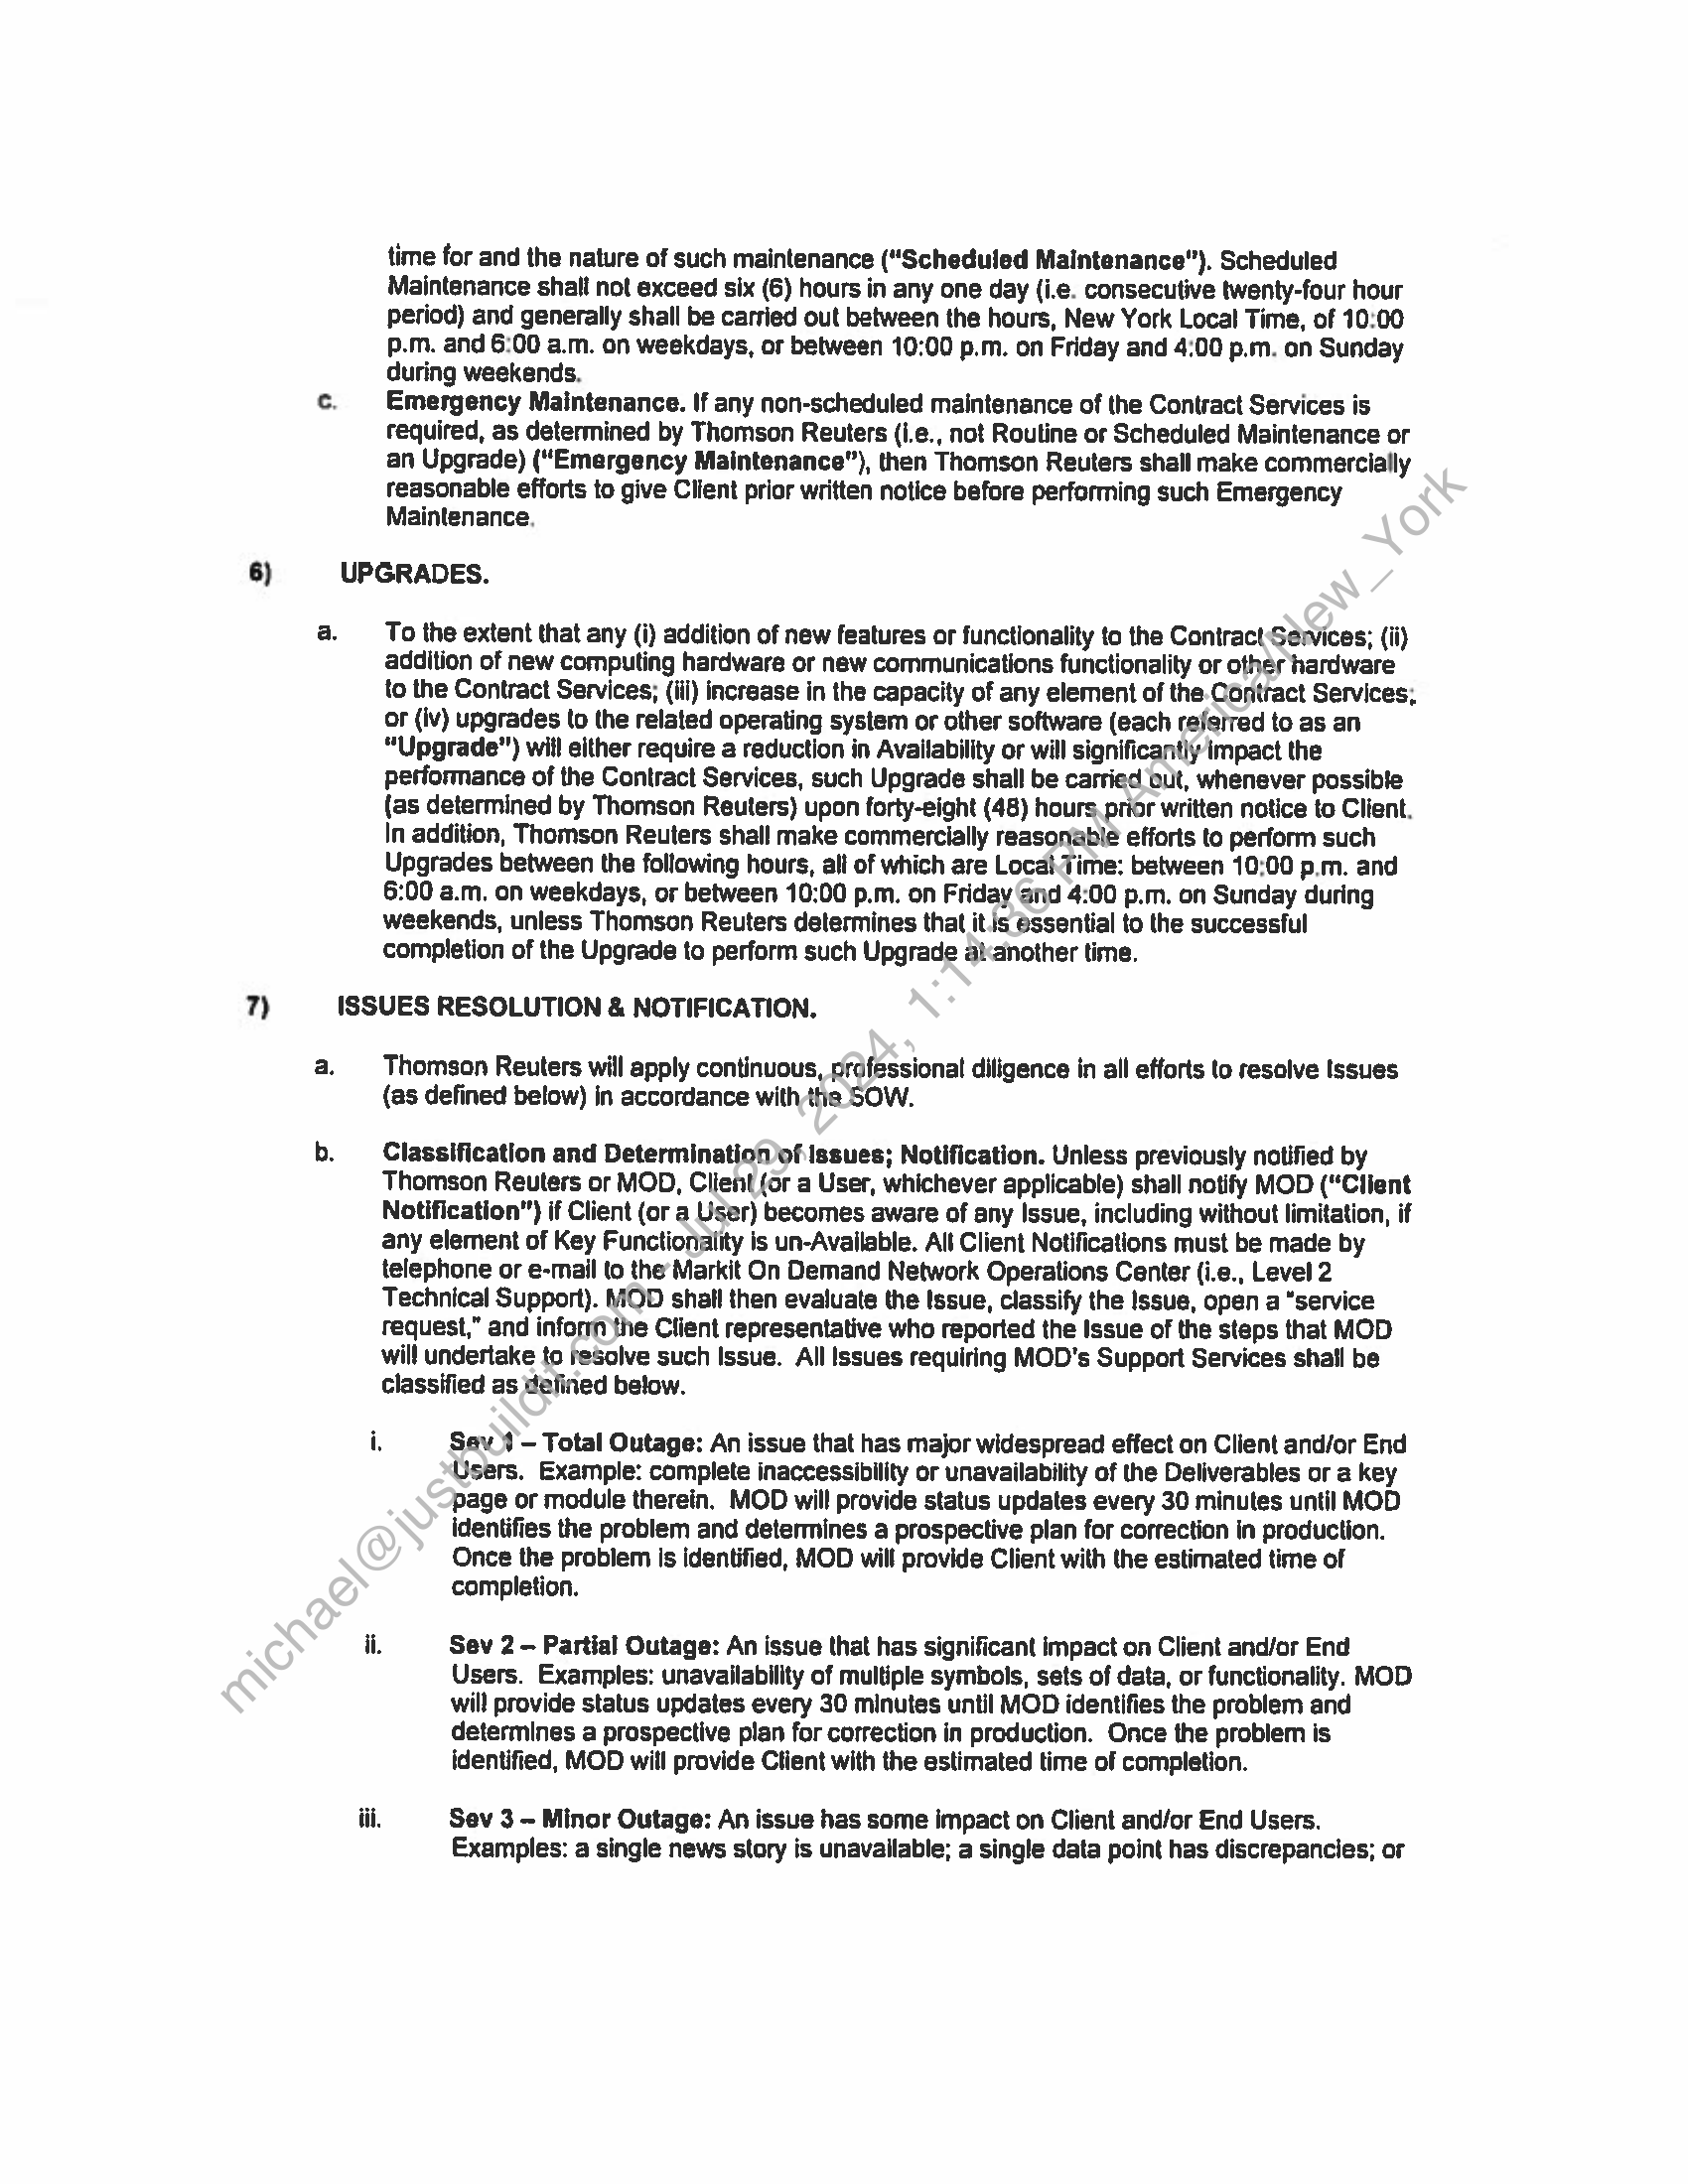 time for and the nature of such maintenance ("Scheduled Maintenance"). Scheduled
Maintenance shall not exceed six (6) hours in any one day (i.e. consecutive twenty-four hour
period) and generally shall be carried out between the hours, New York Local Time, of 10:00
p.m. and 6:00 a.m. on weekdays, or between 10:00 p.m. on Friday and 4:00 p.m. on Sunday
during weekends.
c. Emergency Maintenance. If any non-scheduled maintenance of the Contract Services is
required, as determined by Thomson Reuters (i.e., not Routine or Scheduled Maintenance or
an Upgrade) ("Emergency Maintenance"), then Thomson Reuters shall make commercially
reasonable efforts to give Client prior written notice before performing such Emergency
Maintenance.
6) UPGRADES.
a. To the extent that any (i) addition of new features or functionality to the Contract Services; (ii)
addition of new computing hardware or new communications functionality or other hardware
to the Contract Services; (iii) increase in the capacity of any element of the Contract Services;
or (iv) upgrades to the related operating system or other software (each referred to as an
"Upgrade") will either require a reduction in Availability or will significantly impact the
performance of the Contract Services, such Upgrade shall be carried out, whenever possible
(as determined by Thomson Reuters) upon forty-eight (48) hours prior written notice to Client.
In addition, Thomson Reuters shall make commercially reasonable efforts to perform such
Upgrades between the following hours, all of which are Local Time: between 10:00 p.m. and
6:00 a.m. on weekdays, or between 10:00 p.m. on Friday and 4:00 p.m. on Sunday during
weekends, unless Thomson Reuters determines that it is essential to the successful
completion of the Upgrade to perform such Upgrade at another time.
7) ISSUES RESOLUTION & NOTIFICATION.
a. Thomson Reuters will apply continuous, professional diligence in all efforts to resolve Issues
(as defined below) in accordance with the SOW.
b. Classification and Determination of Issues; Notification. Unless previously notified by
Thomson Reuters or MOD, Client (or a User, whichever applicable) shall notify MOD ("Client
Notification") if Client (or a User) becomes aware of any Issue, including without limitation, if
any element of Key Functionality is un-Available. All Client Notifications must be made by
telephone or e-mail to the Markit On Demand Network Operations Center (i.e., Level 2
Technical Support). MOD shall then evaluate the Issue, classify the Issue, open a "service
request," and inform the Client representative who reported the Issue of the steps that MOD
will undertake to resolve such Issue. All Issues requiring MOD's Support Services shall be
classified as defined below.
i. Sev 1 – Total Outage: An issue that has major widespread effect on Client and/or End
Users. Example: complete inaccessibility or unavailability of the Deliverables or a key
page or module therein. MOD will provide status updates every 30 minutes until MOD
identifies the problem and determines a prospective plan for correction in production.
Once the problem is identified, MOD will provide Client with the estimated time of
completion.
ii. Sev 2 – Partial Outage: An issue that has significant impact on Client and/or End
Users. Examples: unavailability of multiple symbols, sets of data, or functionality. MOD
will provide status updates every 30 minutes until MOD identifies the problem and
determines a prospective plan for correction in production. Once the problem is
identified, MOD will provide Client with the estimated time of completion.
iii. Sev 3 – Minor Outage: An issue has some impact on Client and/or End Users.
Examples: a single news story is unavailable; a single data point has discrepancies; or
michael@justbuildit.com - Jul 29, 2024, 1:14:36 PM America/New_York